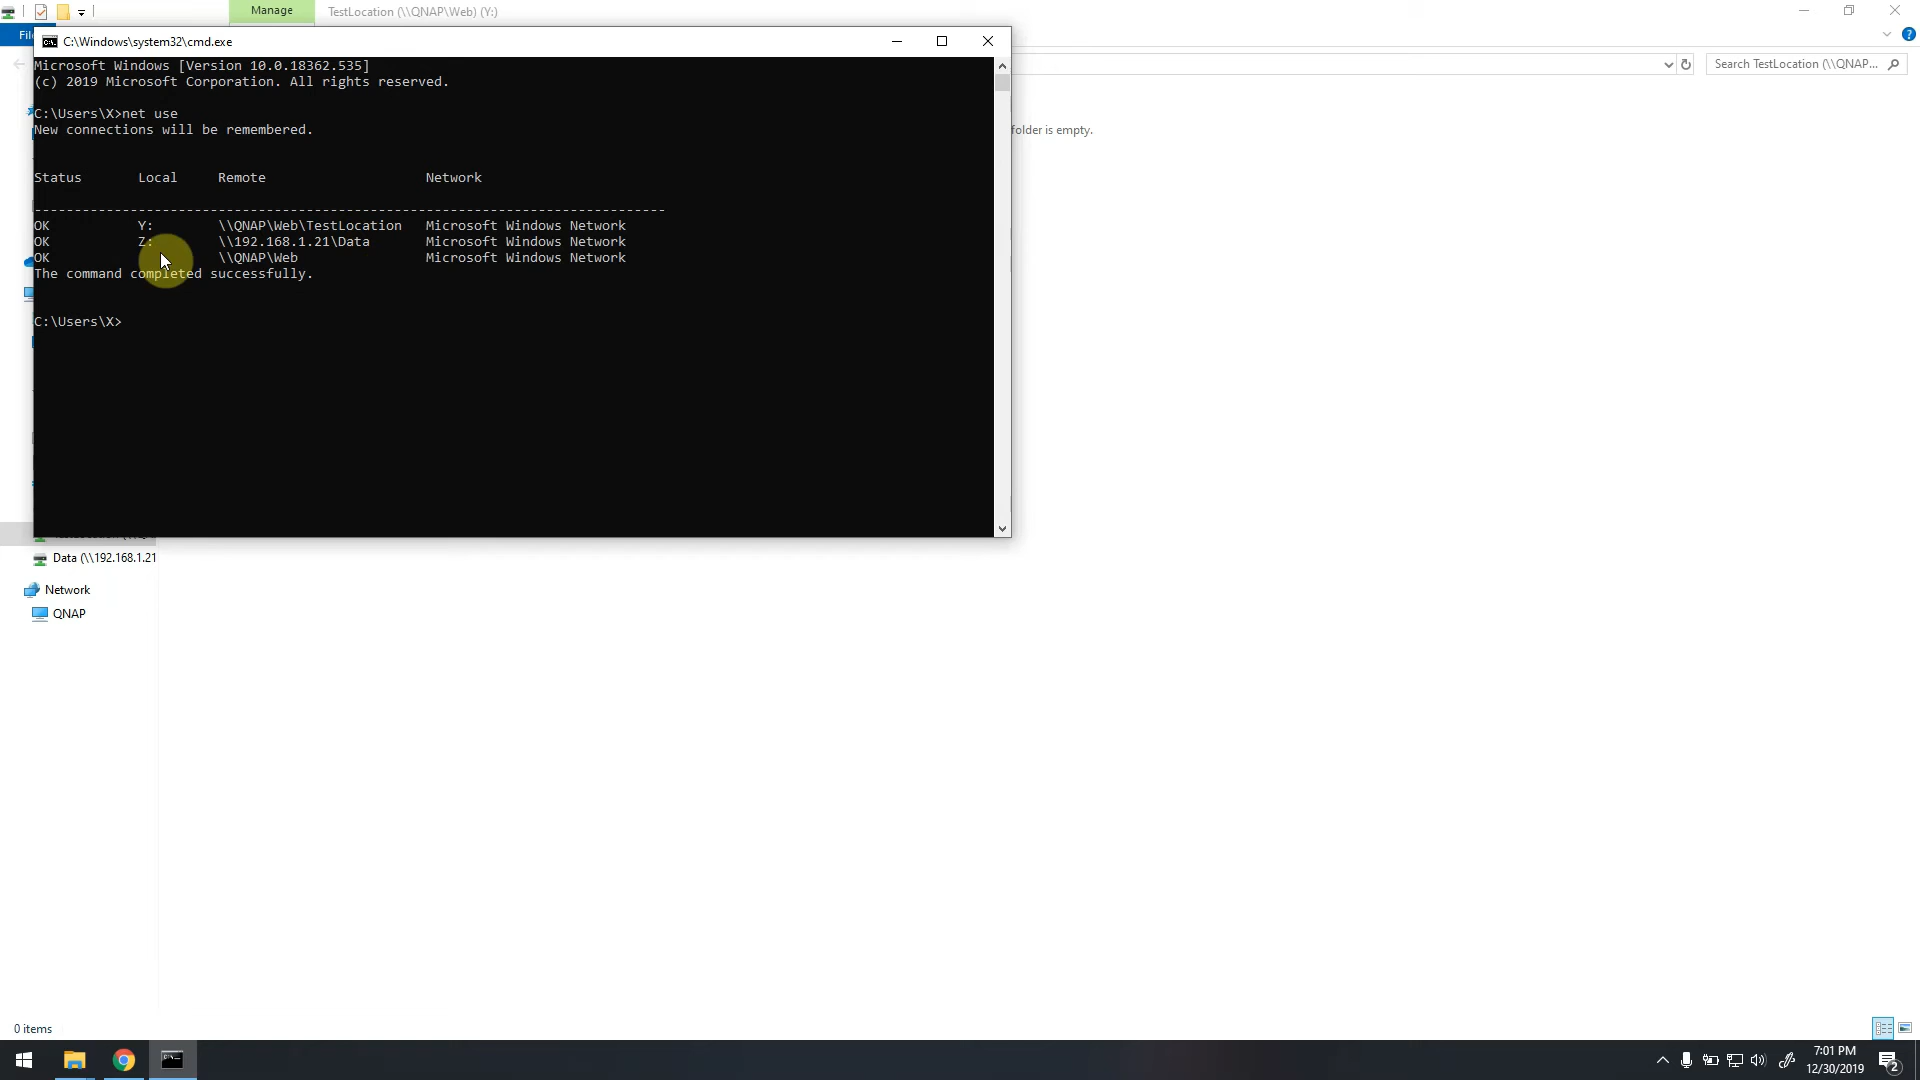 Manage
TestLocation (\\QNAP\Web) (Y:)
C:\Windows\system32\cmd.exe
Search TestLocation (\\QNAP...
Microsoft Windows [Version 10.0.18362.535]
(c) 2019 Microsoft Corporation. All rights reserved.
C:\Users\X>net use
New connections will be remembered.
folder is empty.
Status Local Remote Network
-------------------------------------------------------------------------------
OK Y: \\QNAP\Web\TestLocation Microsoft Windows Network
OK Z: \\192.168.1.21\Data Microsoft Windows Network
OK \\QNAP\Web Microsoft Windows Network
The command completed successfully.
C:\Users\X>
Data (\\192.168.1.21
Network
QNAP
0 items
7:01 PM
12/30/2019
2